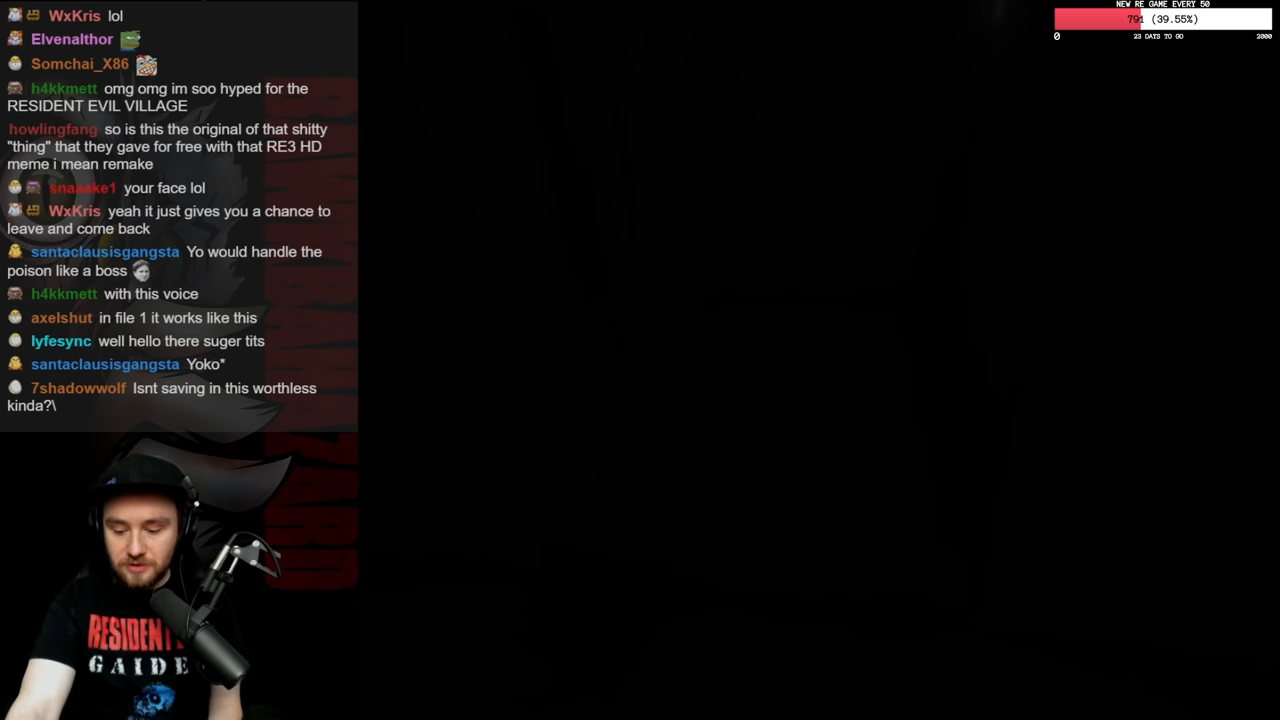 NEW RE GAME EVERY 50
791 (39.55%)
0 23 DAYS TO GO 2000
WxKris lol
Elvenalthor
Somchai_X86
h4kkmett omg omg im soo hyped for the
RESIDENT EVIL VILLAGE
howlingfang so is this the original of that shitty
"thing" that they gave for free with that RE3 HD
meme i mean remake
snaaake1 your face lol
WxKris yeah it just gives you a chance to
leave and come back
santaclausisgangsta Yo would handle the
poison like a boss
h4kkmett with this voice
axelshut in file 1 it works like this
lyfesync well hello there suger tits
santaclausisgangsta Yoko*
7shadowwolf Isnt saving in this worthless
kinda?\
RESIDENT
GAIDE